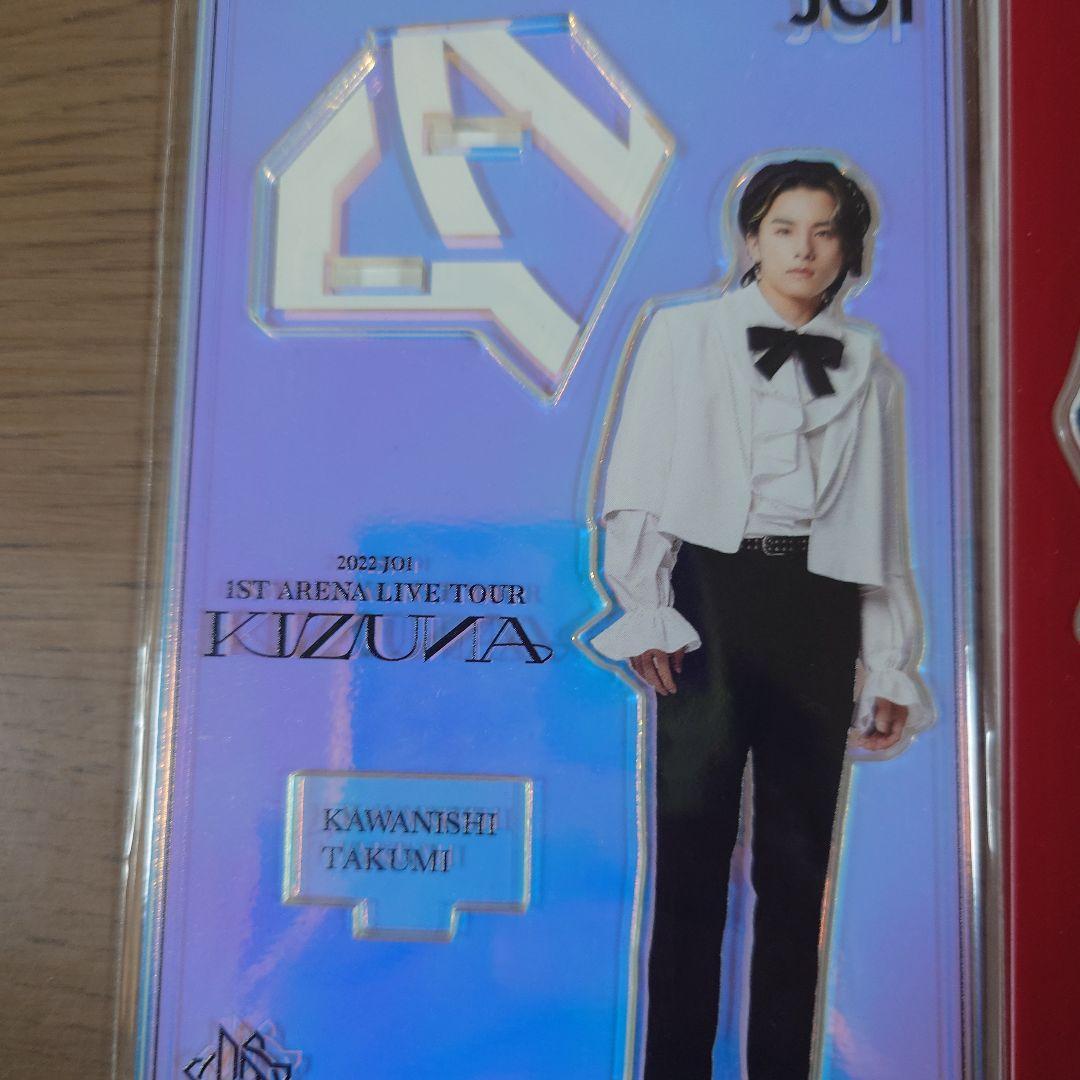 JO1
2022 JO1
1ST ARENA LIVE TOUR
KIZUNA
KAWANISHI
TAKUMI